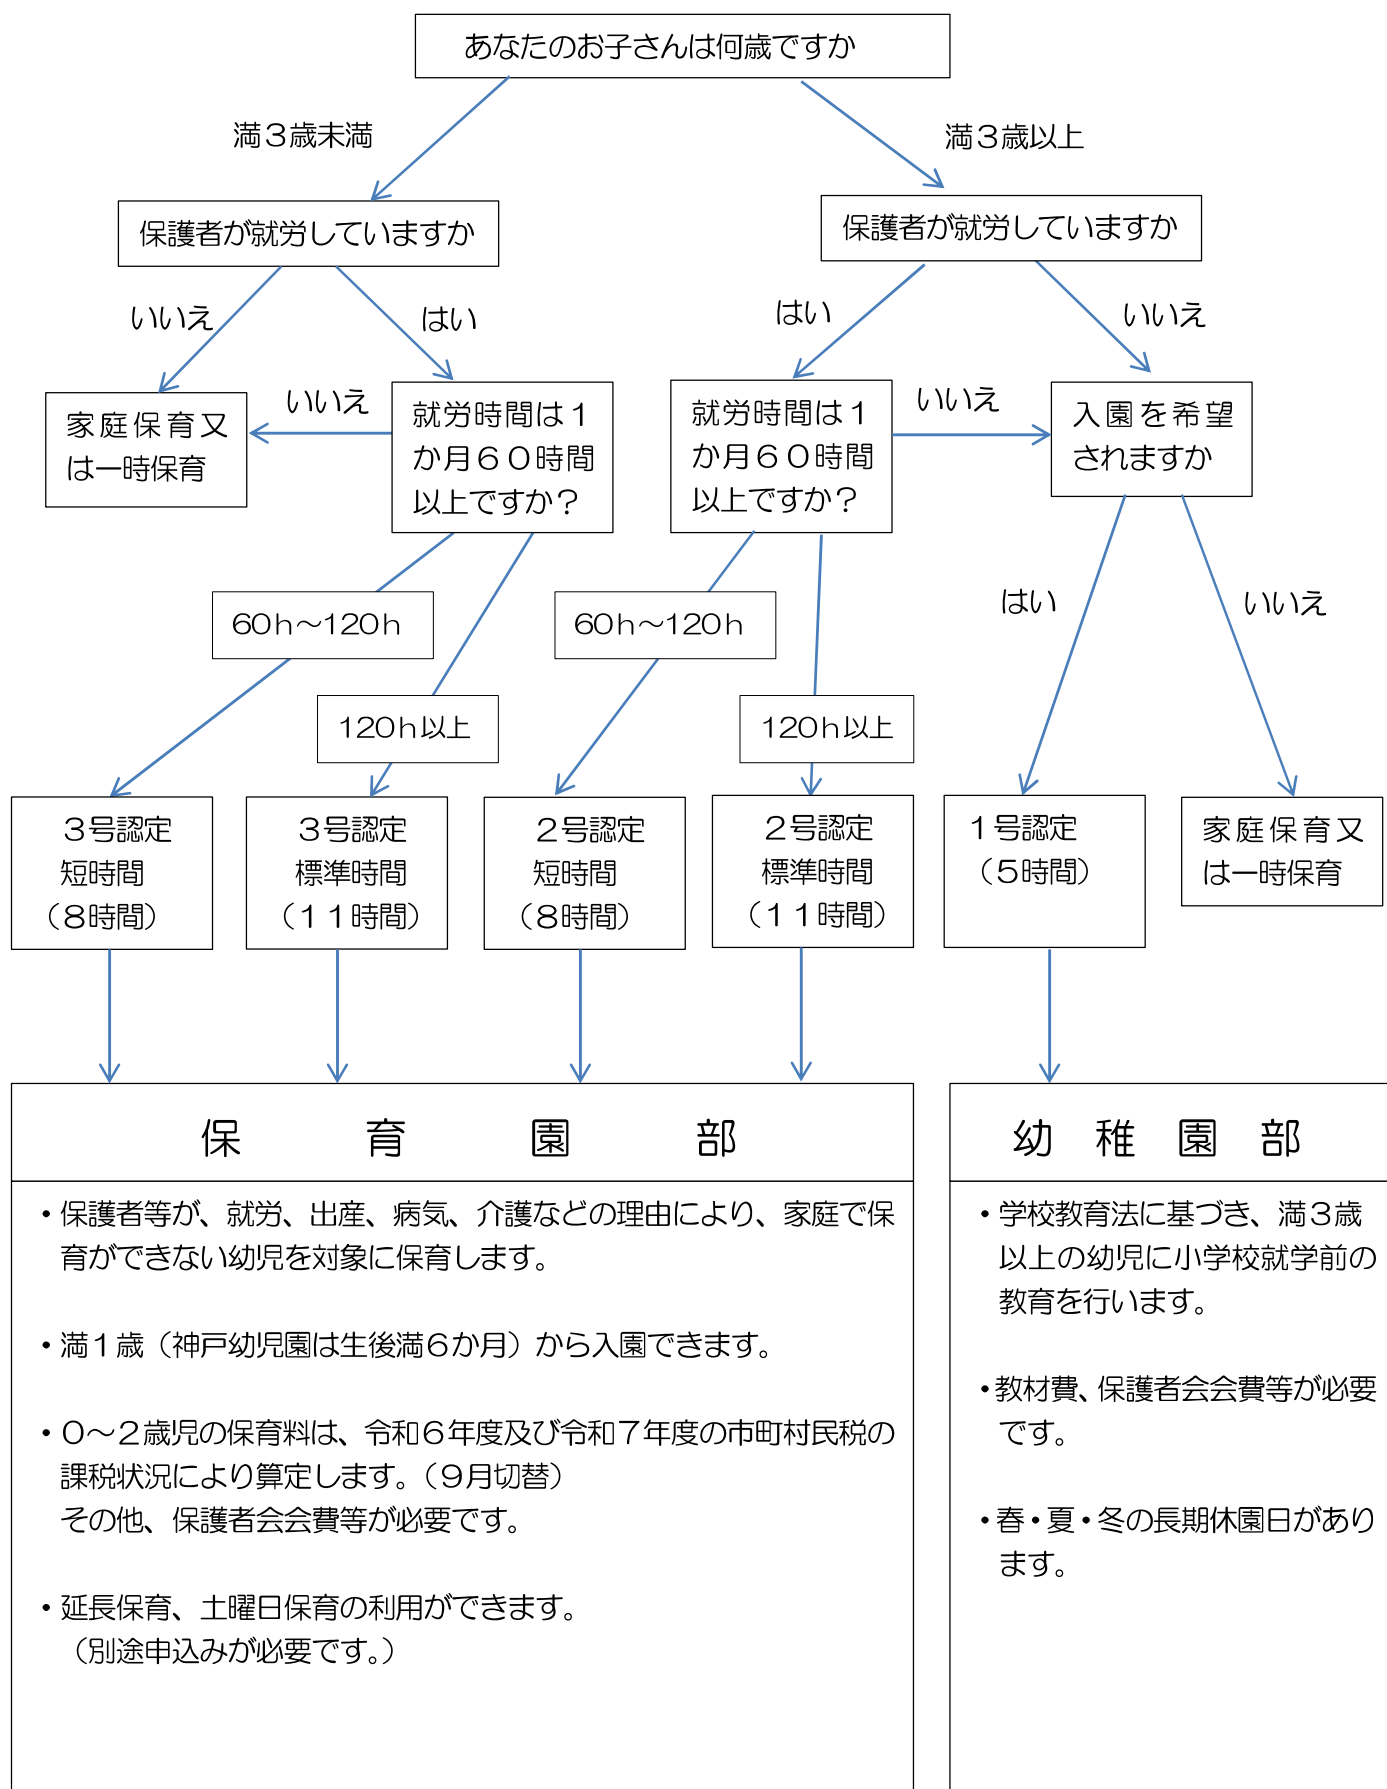 あなたのお子さんは何歳ですか
満３歳未満
満３歳以上
保護者が就労していますか
保護者が就労していますか
いいえ
はい
はい
いいえ
家庭保育又
は一時保育
いいえ
就労時間は１
か月６０時間
以上ですか？
就労時間は１
か月６０時間
以上ですか？
いいえ
入園を希望
されますか
60ｈ～120ｈ
60ｈ～120ｈ
はい
いいえ
120ｈ以上
120ｈ以上
３号認定
短時間
（８時間）
３号認定
標準時間
（１１時間）
２号認定
短時間
（８時間）
２号認定
標準時間
（１１時間）
１号認定
（５時間）
家庭保育又
は一時保育
保育園部
・保護者等が、就労、出産、病気、介護などの理由により、家庭で保
育ができない幼児を対象に保育します。
・満１歳（神戸幼児園は生後満６か月）から入園できます。
・０～２歳児の保育料は、令和６年度及び令和７年度の市町村民税の
課税状況により算定します。（９月切替）
その他、保護者会会費等が必要です。
・延長保育、土曜日保育の利用ができます。
（別途申込みが必要です。）
幼稚園部
・学校教育法に基づき、満３歳
以上の幼児に小学校就学前の
教育を行います。
・教材費、保護者会会費等が必要
です。
・春・夏・冬の長期休園日があり
ます。